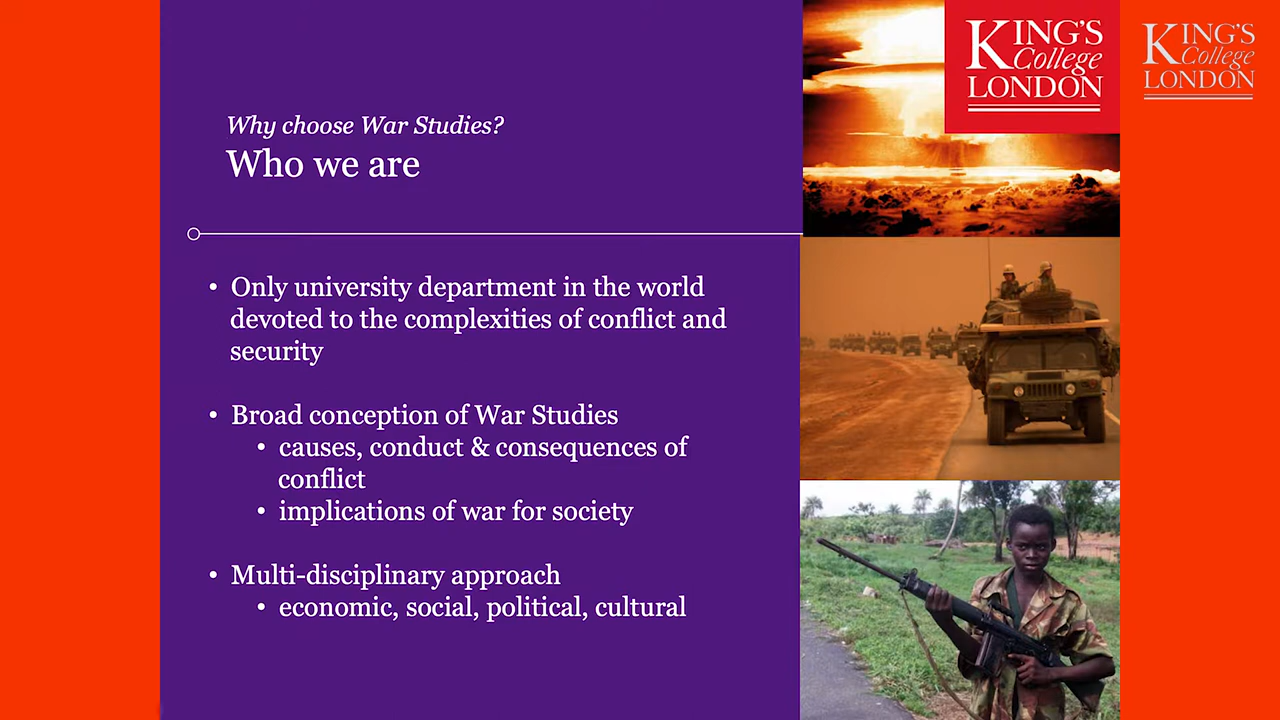 Why choose War Studies?
Who we are
• Only university department in the world
devoted to the complexities of conflict and
security
• Broad conception of War Studies
• causes, conduct & consequences of
conflict
• implications of war for society
• Multi-disciplinary approach
• economic, social, political, cultural
KING'S
College
LONDON
KING'S
College
LONDON